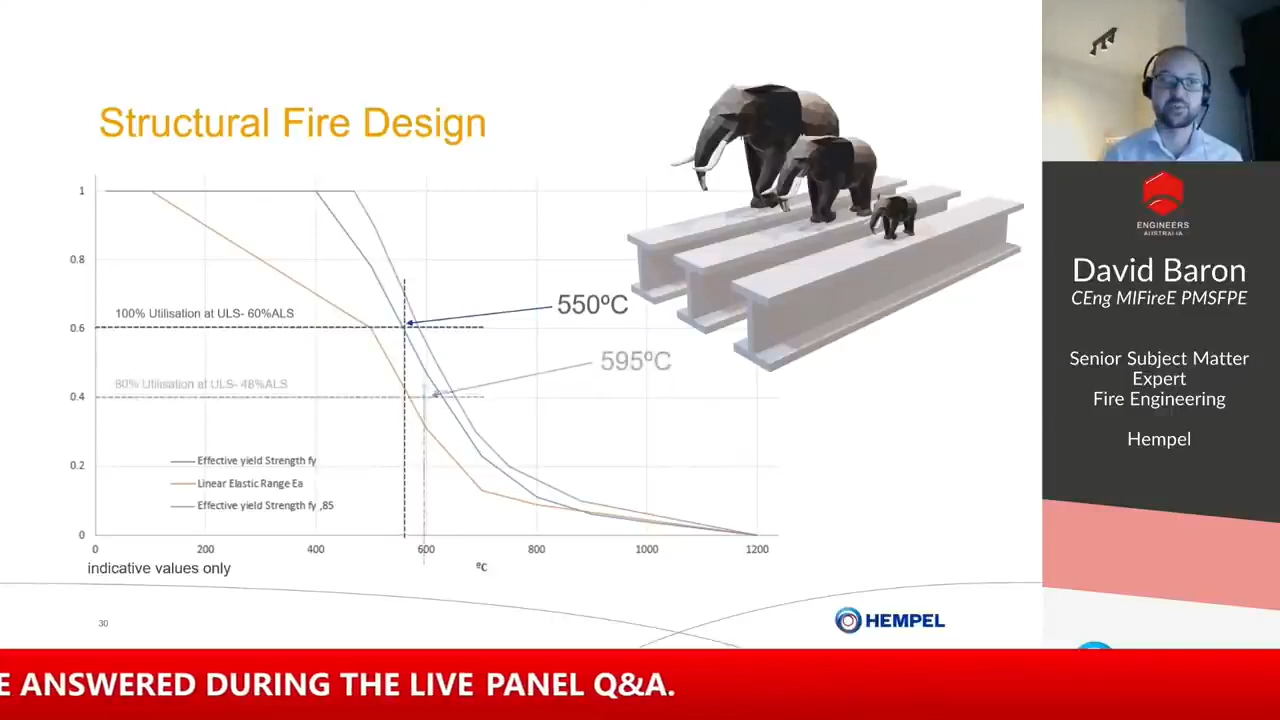 Structural Fire Design
1
0.8
0.6
0.4
0.2
0
100% Utilisation at ULS- 60%ALS
550ºC
595ºC
80% Utilisation at ULS- 48%ALS
Effective yield Strength fy
Linear Elastic Range Ea
Effective yield Strength fy ,85
0 200 400 600 800 1000 1200
ºC
indicative values only
30
HEMPEL
ENGINEERS
AUSTRALIA
David Baron
CEng MIFireE PMSFPE
Senior Subject Matter
Expert
Fire Engineering
Hempel
E ANSWERED DURING THE LIVE PANEL Q&A.